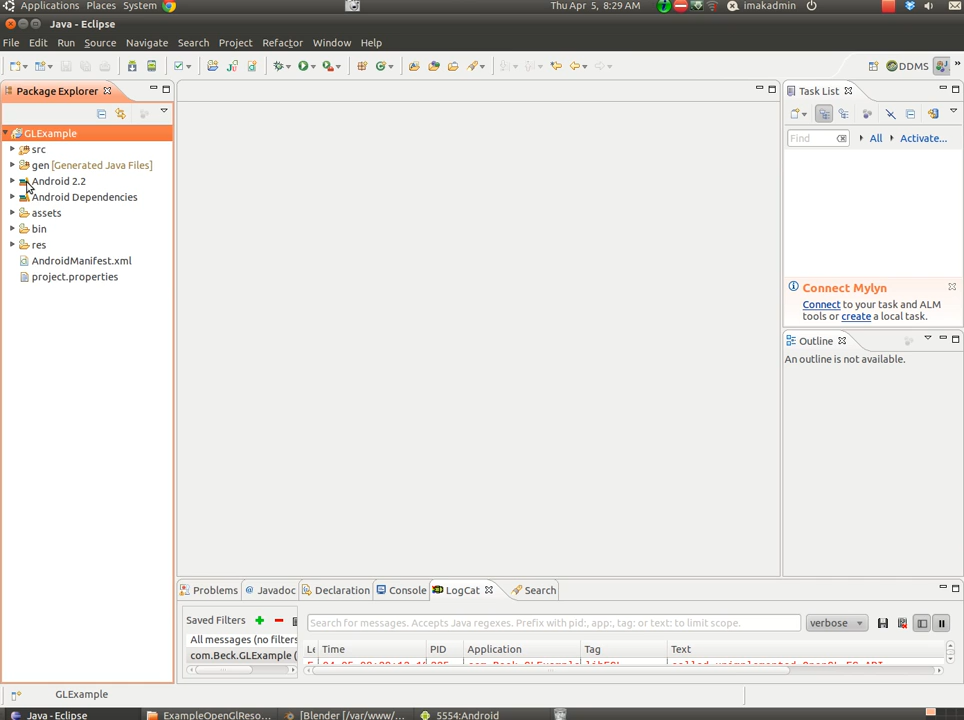 Applications Places System Thu Apr 5, 8:29 AM imakadmin
Java - Eclipse
File Edit Run Source Navigate Search Project Refactor Window Help
DDMS
Package Explorer
Task List
GLExample
src
gen [Generated Java Files]
Android 2.2
Android Dependencies
assets
bin
res
AndroidManifest.xml
project.properties
Find All Activate...
Connect Mylyn
Connect to your task and ALM
tools or create a local task.
Outline
An outline is not available.
Problems Javadoc Declaration Console LogCat Search
Saved Filters
All messages (no filters
com.Beck.GLExample (
Search for messages. Accepts Java regexes. Prefix with pid:, app:, tag: or text: to limit scope.
verbose
Time PID Application Tag Text
called unimplemented OpenGL ES API
GLExample
Java - Eclipse ExampleOpenGlReso... [Blender [/var/www/... 5554:Android